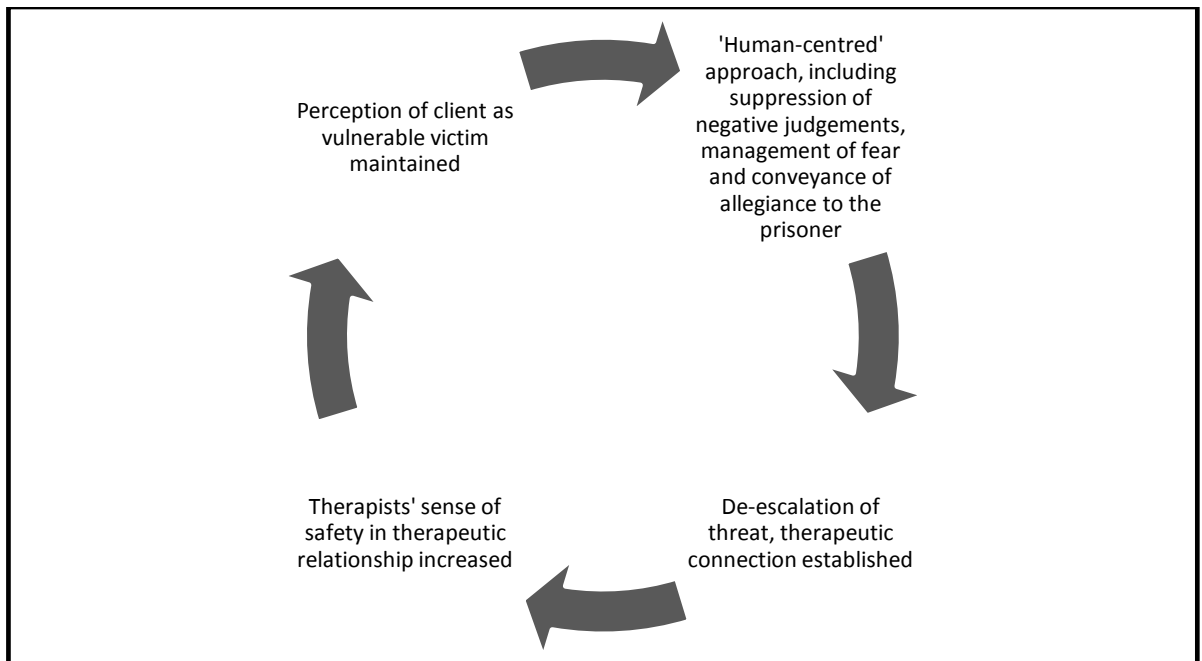 Perception of client as
vulnerable victim
maintained
'Human-centred'
approach, including
suppression of
negative judgements,
management of fear
and conveyance of
allegiance to the
prisoner
De-escalation of
threat, therapeutic
connection established
Therapists' sense of
safety in therapeutic
relationship increased